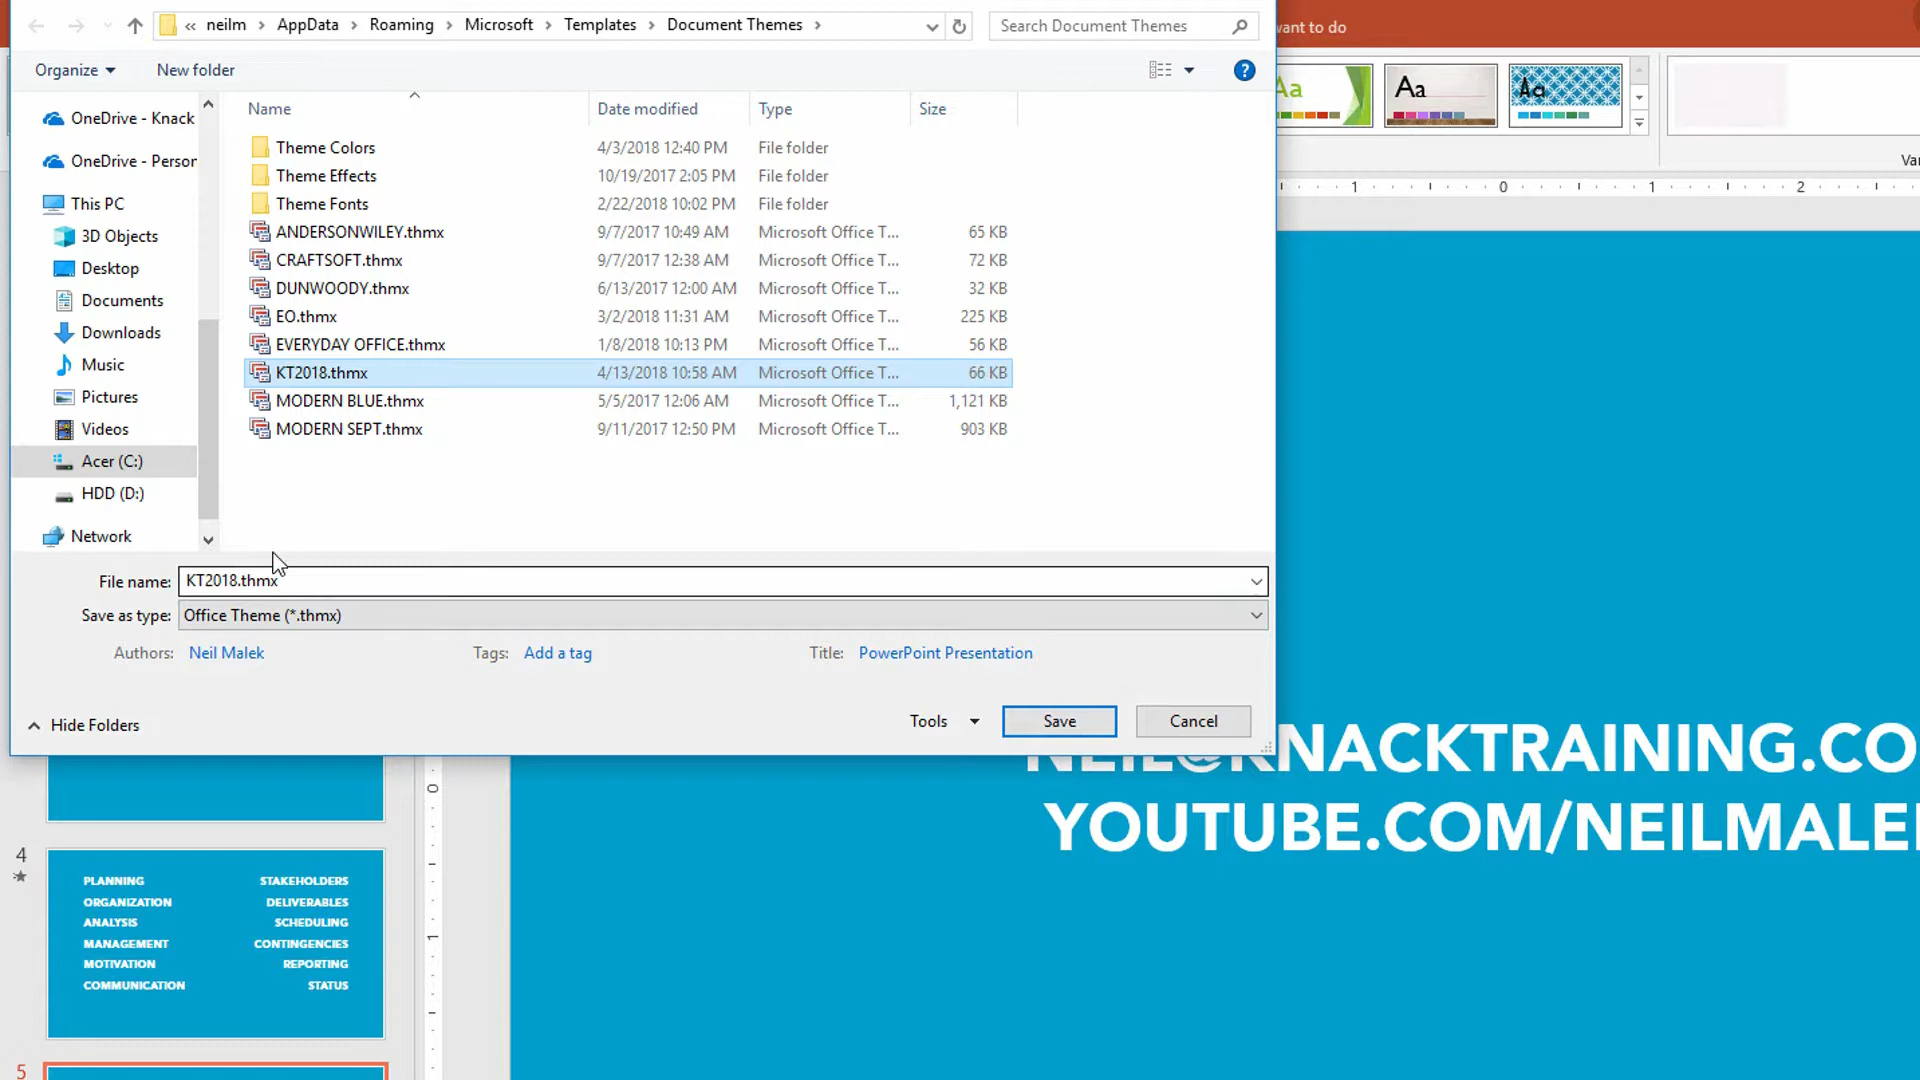 « neilm > AppData > Roaming > Microsoft > Templates > Document Themes >
Search Document Themes
want to do
Organize
New folder
?
Aa
Aa
Aa
OneDrive - Knack
OneDrive - Person
This PC
3D Objects
Desktop
Documents
Downloads
Music
Pictures
Videos
Acer (C:)
HDD (D:)
Network
Name Date modified Type Size
Theme Colors 4/3/2018 12:40 PM File folder
Theme Effects 10/19/2017 2:05 PM File folder
Theme Fonts 2/22/2018 10:02 PM File folder
ANDERSONWILEY.thmx 9/7/2017 10:49 AM Microsoft Office T... 65 KB
CRAFTSOFT.thmx 9/7/2017 12:38 AM Microsoft Office T... 72 KB
DUNWOODY.thmx 6/13/2017 12:00 AM Microsoft Office T... 32 KB
EO.thmx 3/2/2018 11:31 AM Microsoft Office T... 225 KB
EVERYDAY OFFICE.thmx 1/8/2018 10:13 PM Microsoft Office T... 56 KB
KT2018.thmx 4/13/2018 10:58 AM Microsoft Office T... 66 KB
MODERN BLUE.thmx 5/5/2017 12:06 AM Microsoft Office T... 1,121 KB
MODERN SEPT.thmx 9/11/2017 12:50 PM Microsoft Office T... 903 KB
Var
1 0 1 2
File name: KT2018.thmx
Save as type: Office Theme (*.thmx)
Authors: Neil Malek Tags: Add a tag Title: PowerPoint Presentation
Hide Folders
Tools Save Cancel
NEIL@KNACKTRAINING.CO
YOUTUBE.COM/NEILMALE
0
1
1
4
PLANNING STAKEHOLDERS
ORGANIZATION DELIVERABLES
ANALYSIS SCHEDULING
MANAGEMENT CONTINGENCIES
MOTIVATION REPORTING
COMMUNICATION STATUS
5